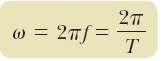 ω = 2πf = 2π/T